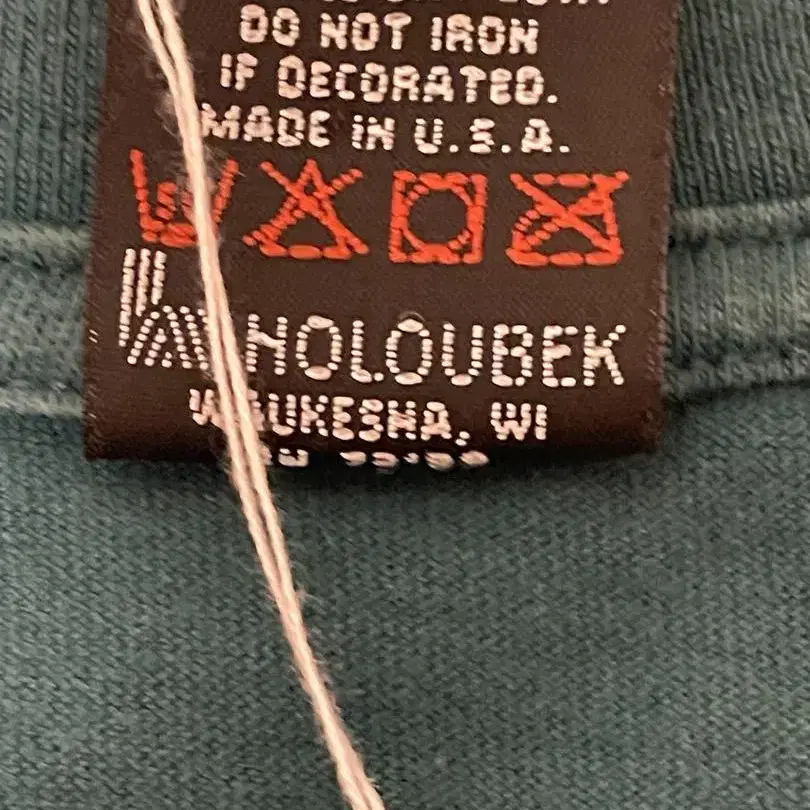 DO NOT IRON
IF DECORATED.
MADE IN U.S.A.
HOLOUBEK
WAUKESHA, WI